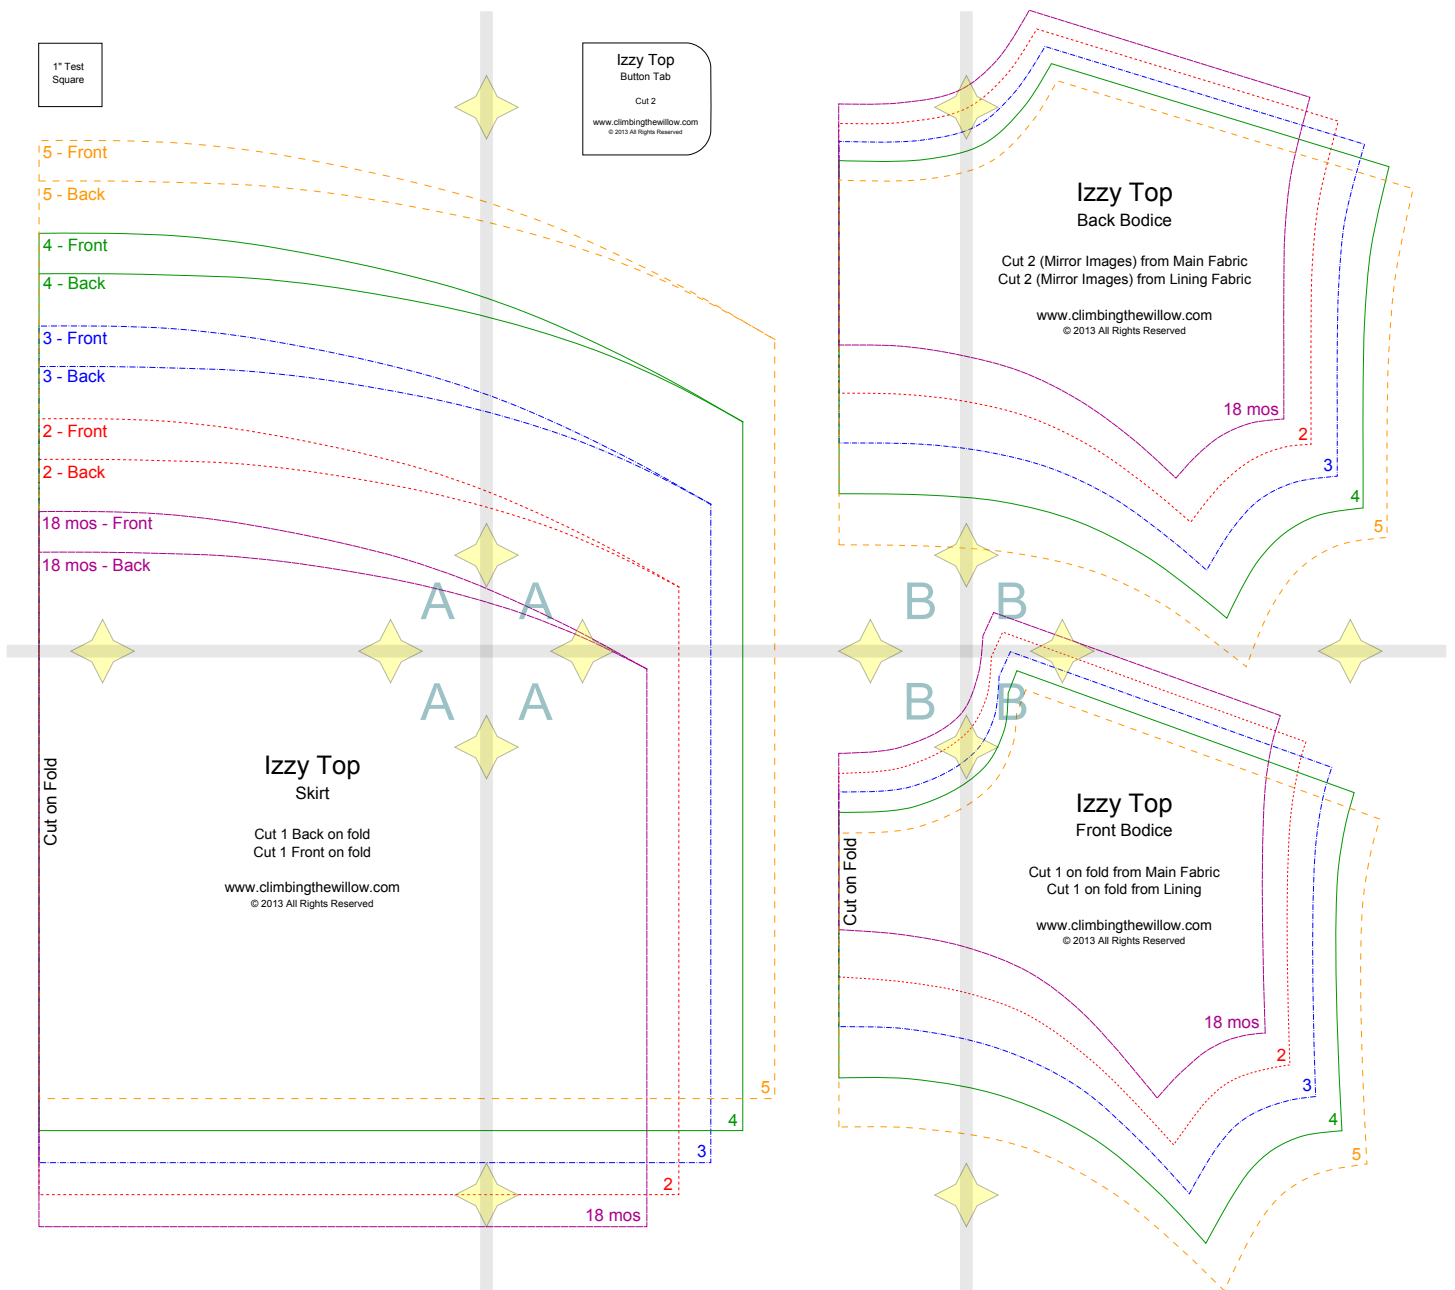 1" Test
Square
Izzy Top
Button Tab
Cut 2
www.climbingthewillow.com
© 2013 All Rights Reserved
5 - Front
5 - Back
4 - Front
4 - Back
3 - Front
3 - Back
2 - Front
2 - Back
18 mos - Front
18 mos - Back
A A
A A
Cut on Fold
Izzy Top
Skirt
Cut 1 Back on fold
Cut 1 Front on fold
www.climbingthewillow.com
© 2013 All Rights Reserved
5
4
3
2
18 mos
Izzy Top
Back Bodice
Cut 2 (Mirror Images) from Main Fabric
Cut 2 (Mirror Images) from Lining Fabric
www.climbingthewillow.com
© 2013 All Rights Reserved
18 mos
2
3
4
5
B B
B B
Cut on Fold
Izzy Top
Front Bodice
Cut 1 on fold from Main Fabric
Cut 1 on fold from Lining
www.climbingthewillow.com
© 2013 All Rights Reserved
18 mos
2
3
4
5